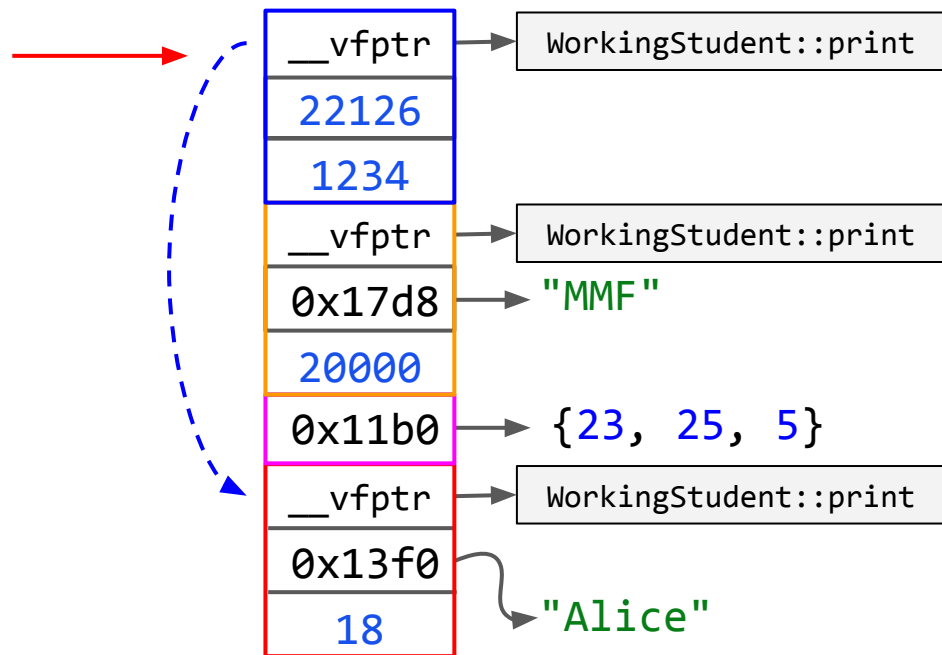 __vfptr WorkingStudent::print
22126
1234
__vfptr WorkingStudent::print
0x17d8 "MMF"
20000
0x11b0 {23, 25, 5}
__vfptr WorkingStudent::print
0x13f0
"Alice"
18